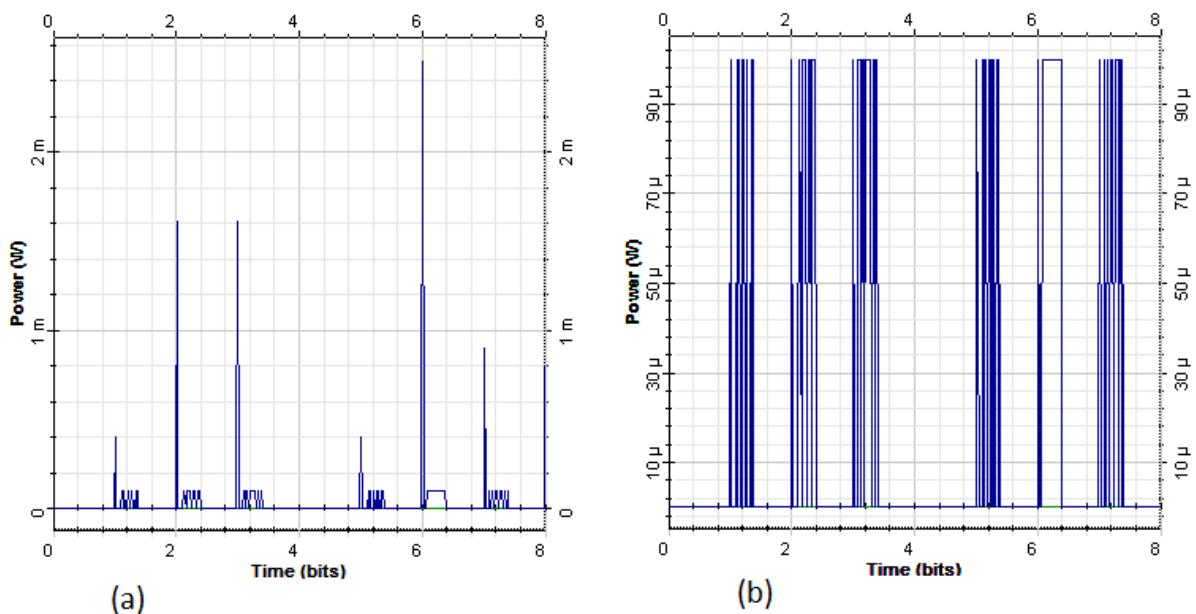 0 2 4 6 8
Power (W)
2 m
1 m
0
2 m
1 m
0
0 2 4 6 8
Time (bits)
(a)
0 2 4 6 8
Power (W)
90 µ
70 µ
50 µ
30 µ
10 µ
90 µ
70 µ
50 µ
30 µ
10 µ
0 2 4 6 8
Time (bits)
(b)